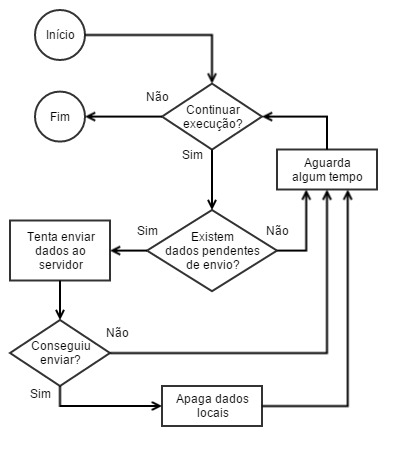 Início
Não
Continuar
execução?
Fim
Sim
Aguarda
algum tempo
Sim
Existem
dados pendentes
de envio?
Não
Tenta enviar
dados ao
servidor
Não
Conseguiu
enviar?
Sim
Apaga dados
locais